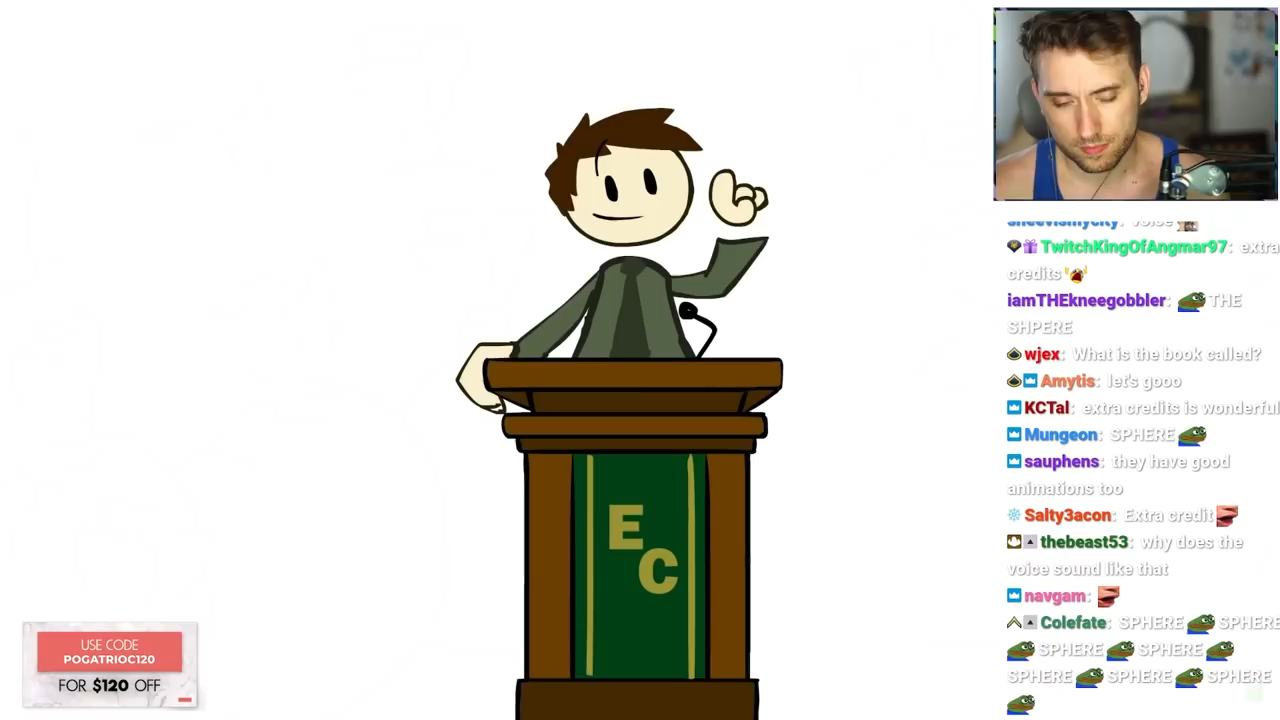 E
C
USE CODE
POGATRIOC120
FOR $120 OFF
sheevismycity: voice
TwitchKingOfAngmar97: extra
credits
iamTHEkneegobbler: THE
SHPERE
wjex: What is the book called?
Amytis: let's gooo
KCTal: extra credits is wonderful
Mungeon: SPHERE
sauphens: they have good
animations too
Salty3acon: Extra credit
thebeast53: why does the
voice sound like that
navgam:
Colefate: SPHERE SPHERE
SPHERE SPHERE
SPHERE SPHERE SPHERE